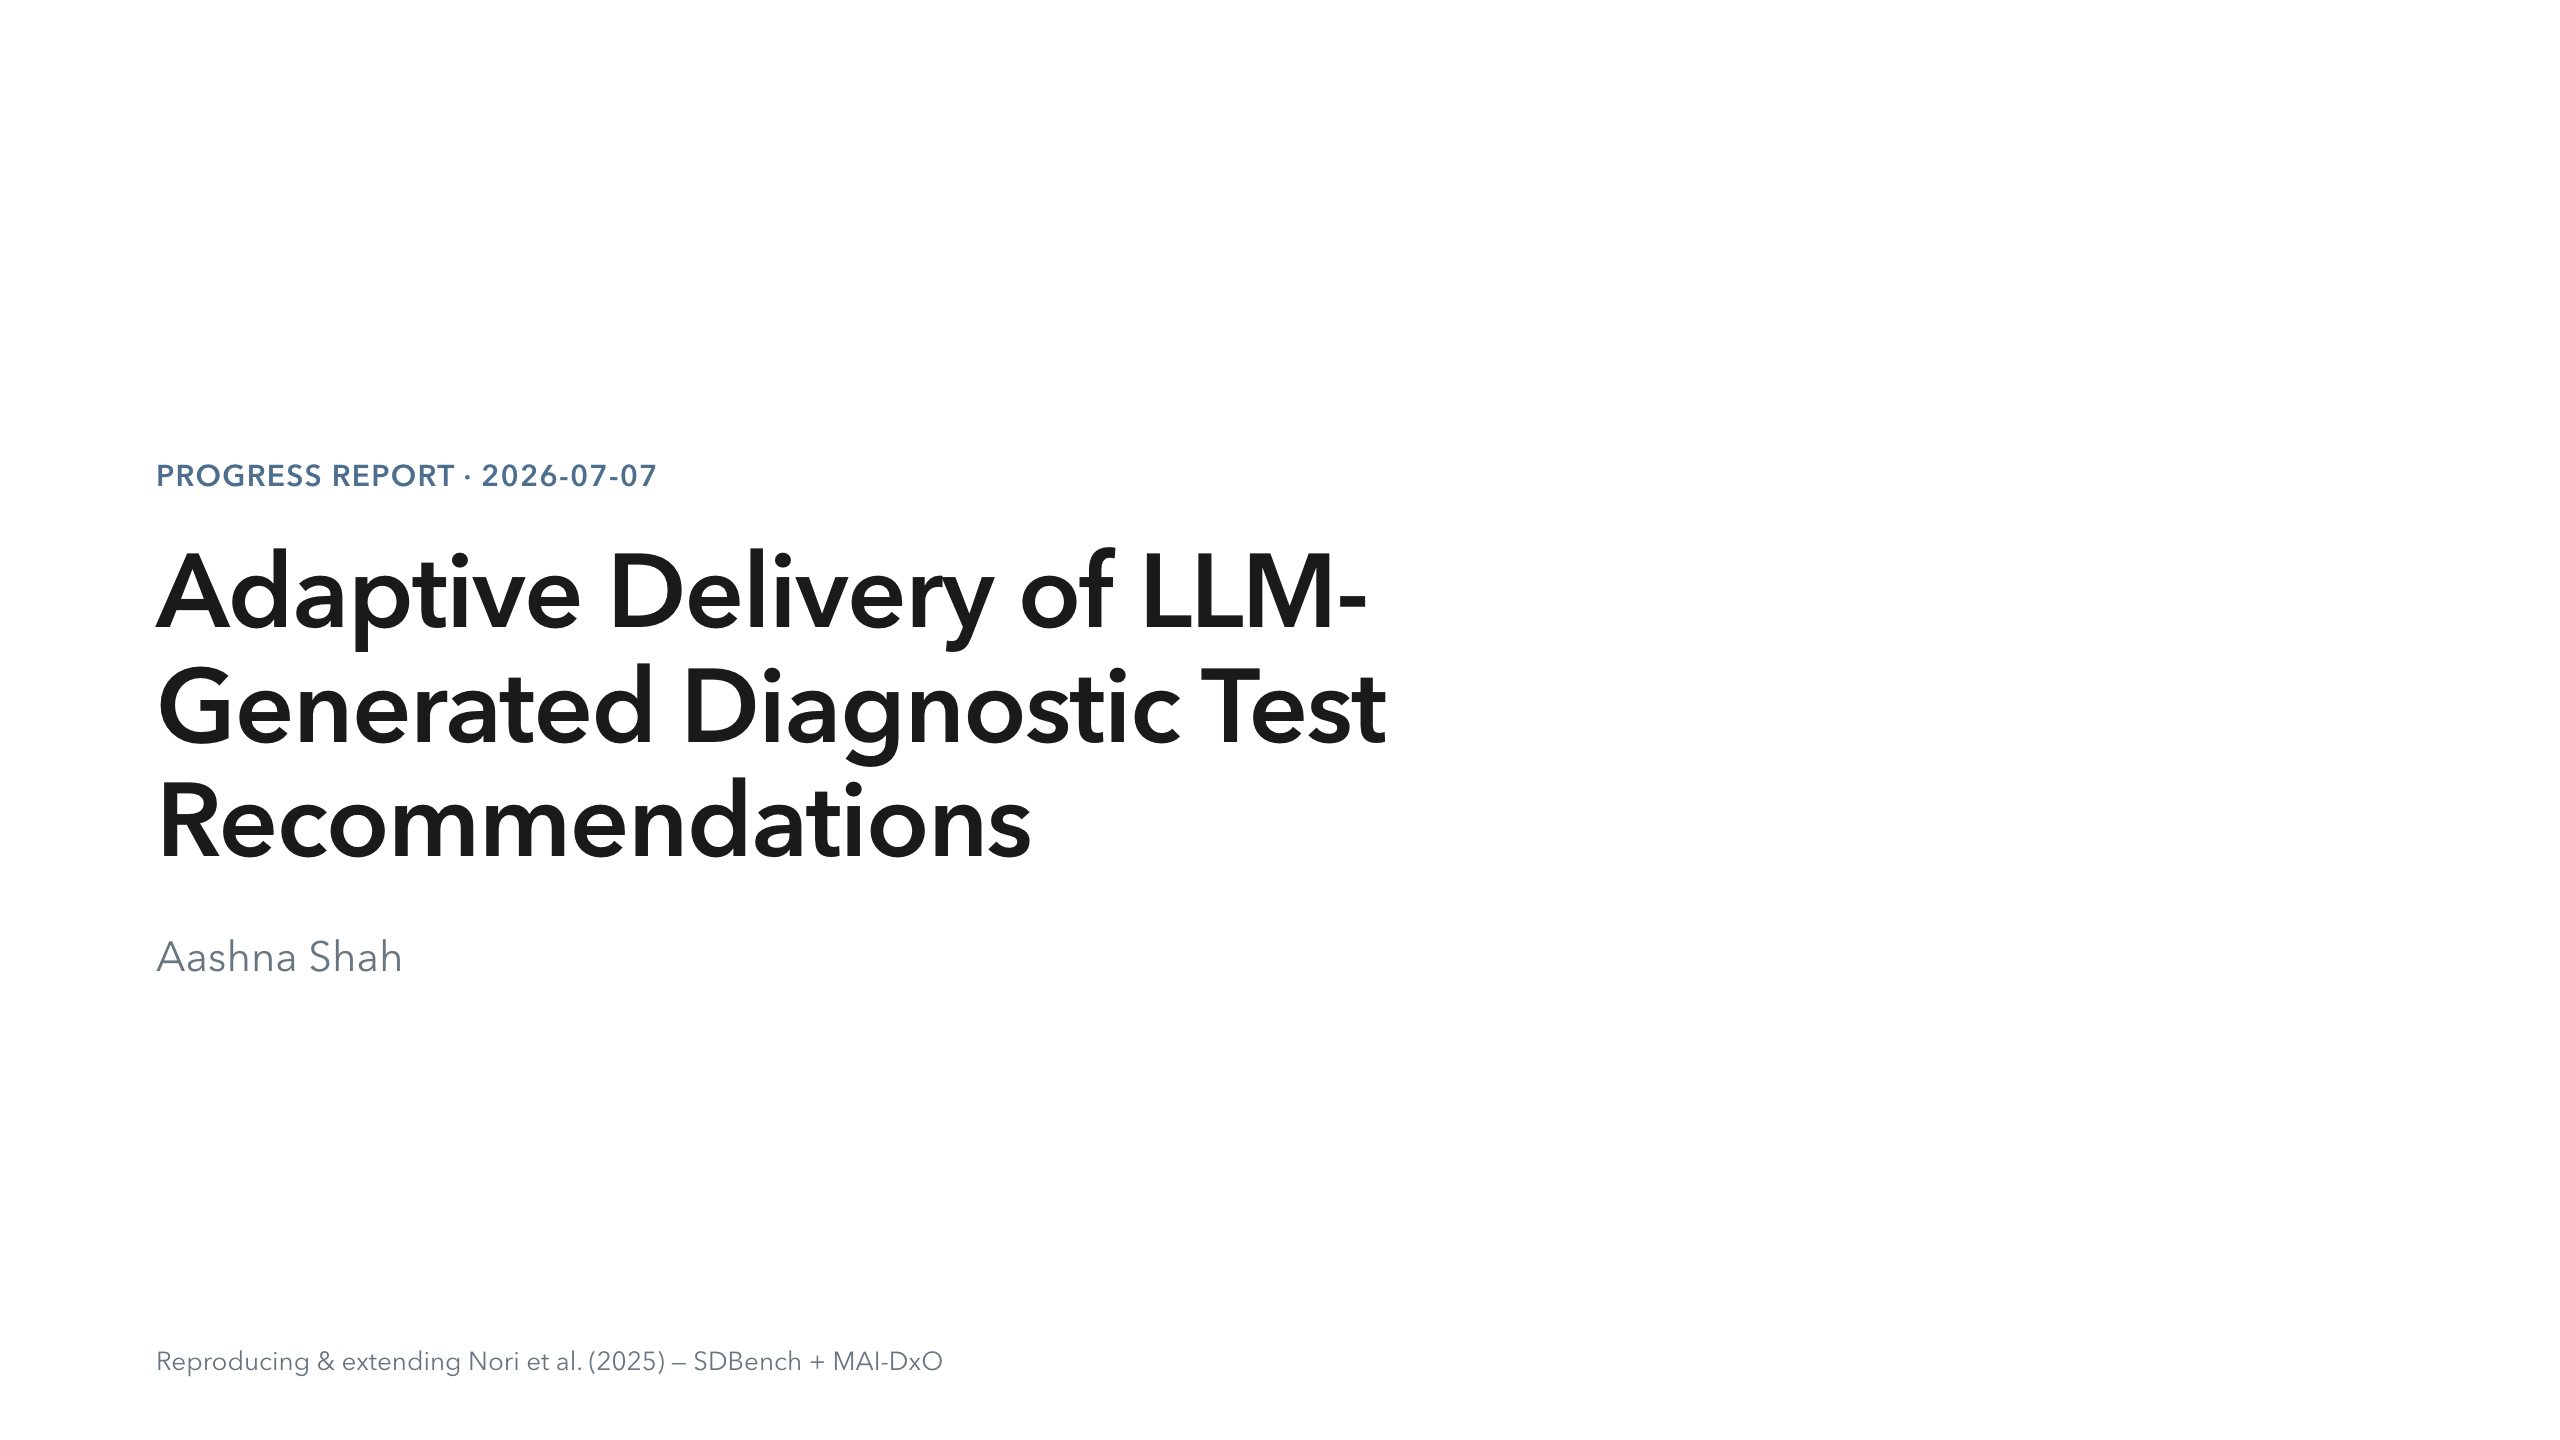 PROGRESS REPORT · 2026-07-07
Adaptive Delivery of LLM-
Generated Diagnostic Test
Recommendations
Aashna Shah
Reproducing & extending Nori et al. (2025) – SDBench + MAI-DxO